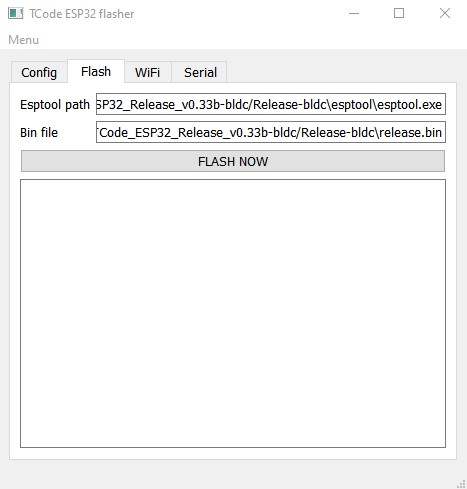 TCode ESP32 flasher
Menu
Config Flash WiFi Serial
Esptool path SP32_Release_v0.33b-bldc/Release-bldc\esptool\esptool.exe
Bin file TCode_ESP32_Release_v0.33b-bldc/Release-bldc\release.bin
FLASH NOW